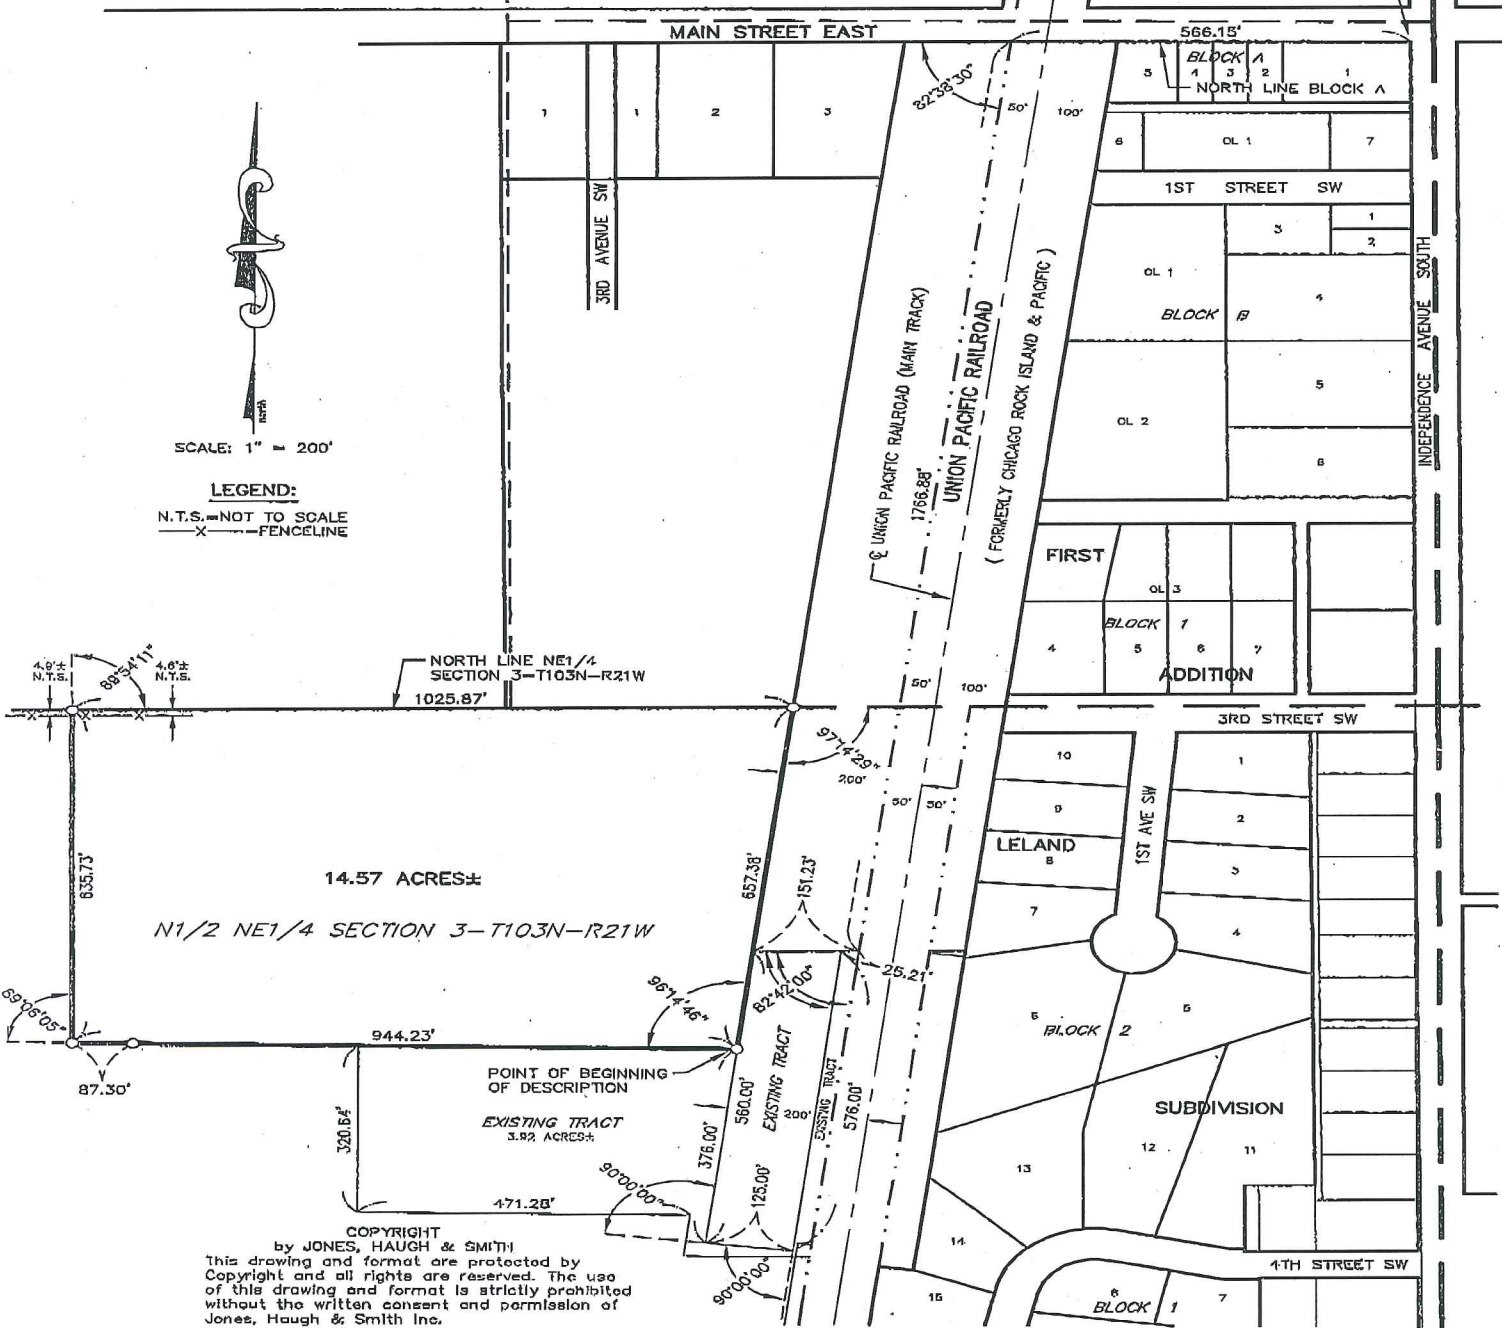 MAIN STREET EAST
566.15'
BLOCK A
5
4
3
2
1
NORTH LINE BLOCK A
82°38'30"
50'
100'
1
1
2
3
6
OL 1
7
3RD AVENUE SW
1ST STREET SW
3
1
2
OL 1
4
BLOCK B
5
OL 2
6
INDEPENDENCE AVENUE SOUTH
north
SCALE: 1" = 200'
LEGEND:
N.T.S.=NOT TO SCALE
—X——FENCELINE
℄ UNION PACIFIC RAILROAD (MAIN TRACK)
1766.88'
UNION PACIFIC RAILROAD
( FORMERLY CHICAGO ROCK ISLAND & PACIFIC )
FIRST
OL 3
BLOCK 1
4
5
6
7
ADDITION
50'
100'
4.9'±
N.T.S.
89°54'11"
4.6'±
N.T.S.
NORTH LINE NE1/4
SECTION 3-T103N-R21W
1025.87'
3RD STREET SW
97°14'29"
200'
50'
50'
10
9
LELAND
8
7
1ST AVE SW
1
2
3
4
635.73'
657.38'
151.23'
14.57 ACRES±
N1/2 NE1/4 SECTION 3-T103N-R21W
25.21'
82°42'00"
96°14'46"
89°06'05"
944.23'
87.30'
POINT OF BEGINNING
OF DESCRIPTION
EXISTING TRACT
3.92 ACRES±
320.64'
376.00'
560.00'
EXISTING TRACT
200'
EXISTING TRACT
576.00'
6
BLOCK 2
5
SUBDIVISION
13
12
11
90°00'00"
125.00'
471.28'
90°00'00"
14
15
4TH STREET SW
6
BLOCK 1
7
COPYRIGHT
by JONES, HAUGH & SMITH
This drawing and format are protected by
Copyright and all rights are reserved. The use
of this drawing and format is strictly prohibited
without the written consent and permission of
Jones, Haugh & Smith Inc.